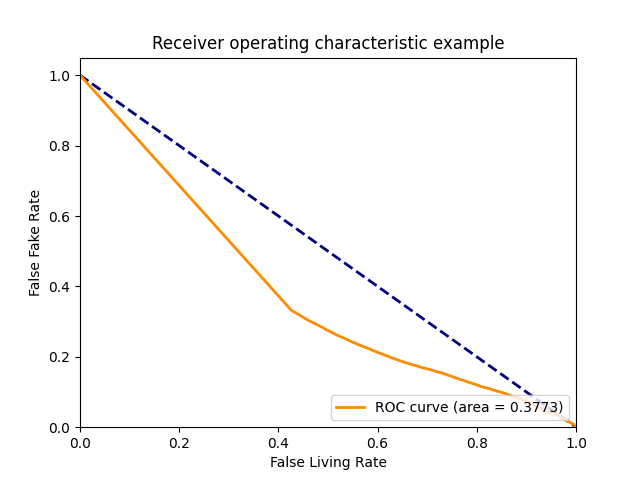 Receiver operating characteristic example
False Fake Rate
1.0
0.8
0.6
0.4
0.2
0.0
ROC curve (area = 0.3773)
0.0 0.2 0.4 0.6 0.8 1.0
False Living Rate